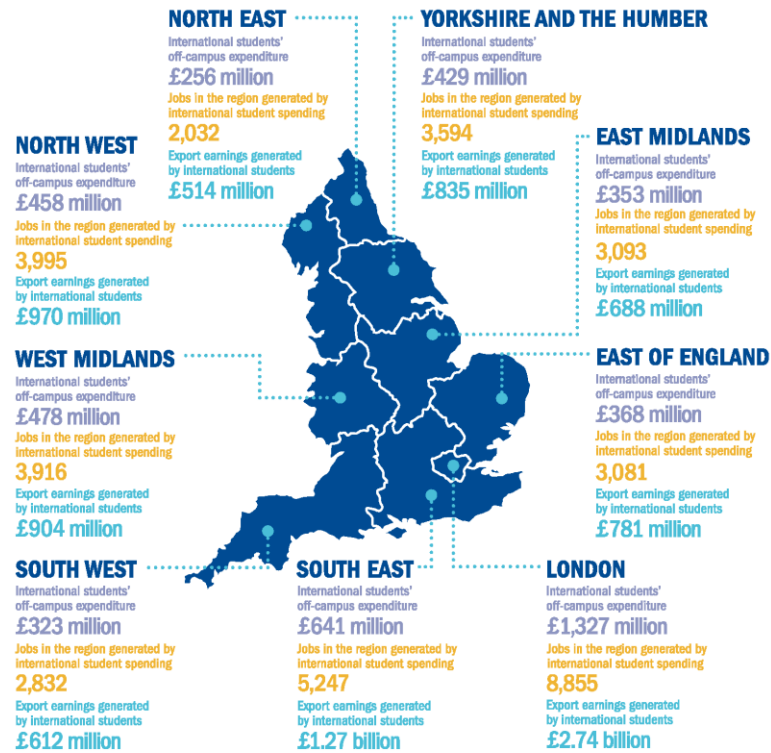 NORTH EAST
International students'
off-campus expenditure
£256 million
Jobs in the region generated by
international student spending
2,032
Export earnings generated
by international students
£514 million
YORKSHIRE AND THE HUMBER
International students'
off-campus expenditure
£429 million
Jobs in the region generated by
international student spending
3,594
Export earnings generated
by international students
£835 million
NORTH WEST
International students'
off-campus expenditure
£458 million
Jobs in the region generated by
international student spending
3,995
Export earnings generated
by international students
£970 million
EAST MIDLANDS
International students'
off-campus expenditure
£353 million
Jobs in the region generated by
international student spending
3,093
Export earnings generated
by international students
£688 million
WEST MIDLANDS
International students'
off-campus expenditure
£478 million
Jobs in the region generated by
international student spending
3,916
Export earnings generated
by international students
£904 million
EAST OF ENGLAND
International students'
off-campus expenditure
£368 million
Jobs in the region generated by
international student spending
3,081
Export earnings generated
by international students
£781 million
SOUTH WEST
International students'
off-campus expenditure
£323 million
Jobs in the region generated by
international student spending
2,832
Export earnings generated
by international students
£612 million
SOUTH EAST
International students'
off-campus expenditure
£641 million
Jobs in the region generated by
international student spending
5,247
Export earnings generated
by international students
£1.27 billion
LONDON
International students'
off-campus expenditure
£1,327 million
Jobs in the region generated by
international student spending
8,855
Export earnings generated
by international students
£2.74 billion